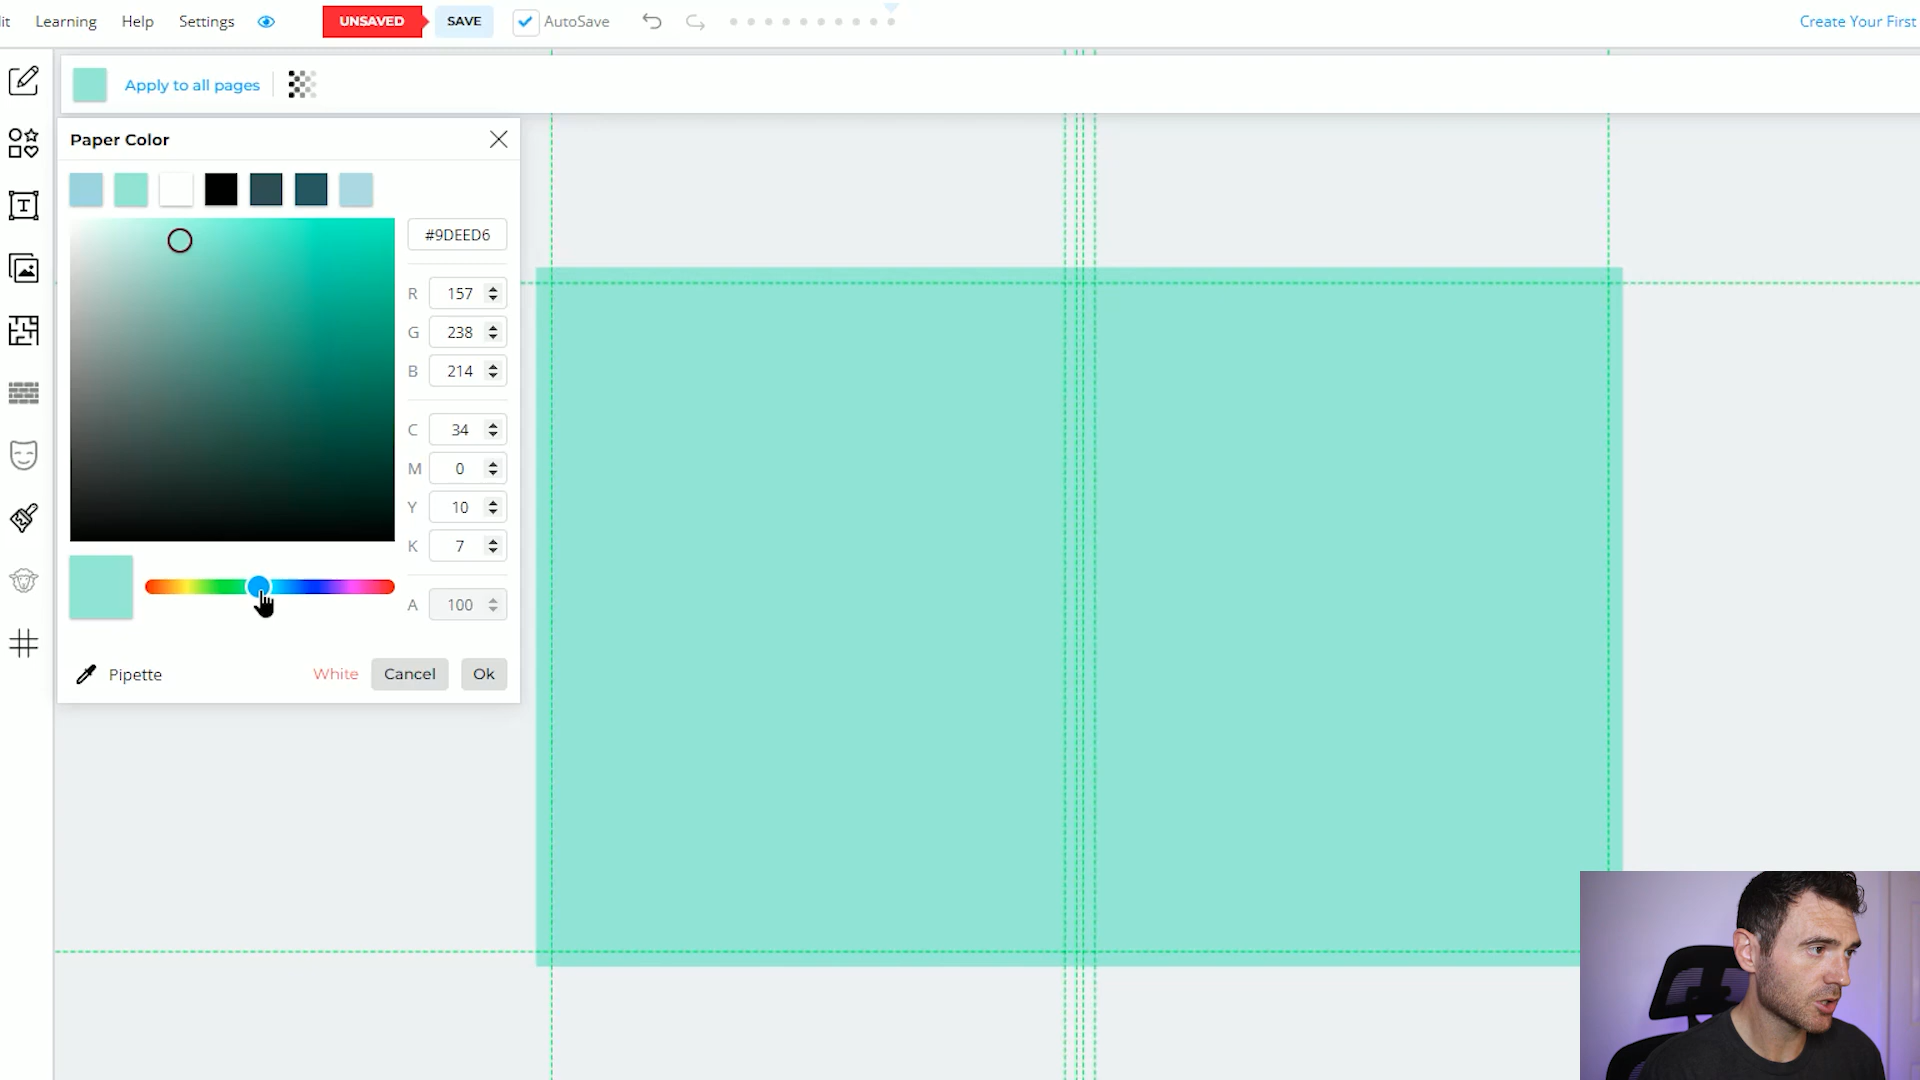 it Learning Help Settings UNSAVED SAVE AutoSave Create Your First
Apply to all pages
Paper Color
#9DEED6
R 157
G 238
B 214
C 34
M 0
Y 10
K 7
A 100
Pipette White Cancel Ok